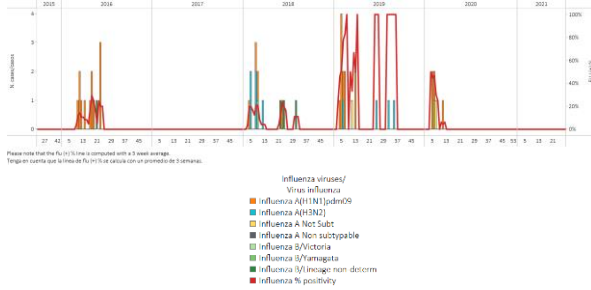 2015 2016 2017 2018 2019 2020 2021
4 100%
80%
3
60%
2
40%
1
20%
0 0%
N. cases/casos
27 42 5 13 21 29 37 45 5 13 21 29 37 45 5 13 21 29 37 45 5 13 21 29 37 45 5 13 21 29 37 45 5 13 21
Please note that the flu (+) % line is computed with a 3 week average.
Tenga en cuenta que la línea de flu (+) % se calcula con un promedio de 3 semanas.
Influenza viruses/
Virus influenza
Influenza A(H1N1)pdm09
Influenza A(H3N2)
Influenza A Not Subt
Influenza A Non subtypable
Influenza B/Victoria
Influenza B/Yamagata
Influenza B/Lineage non determ
Influenza % positivity